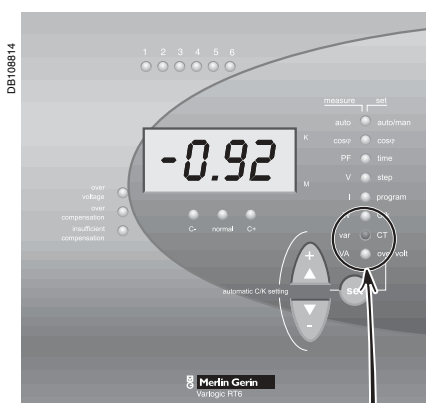 DB108814
1 2 3 4 5 6
measure set
auto auto/man
cosφ cosφ
-0.92
K
PF time
V step
M
I program
over
voltage
over
compensation
insufficient
compensation
C- normal C+
var CT
VA over volt
+
automatic C/K setting
-
Merlin Gerin
Varlogic RT6